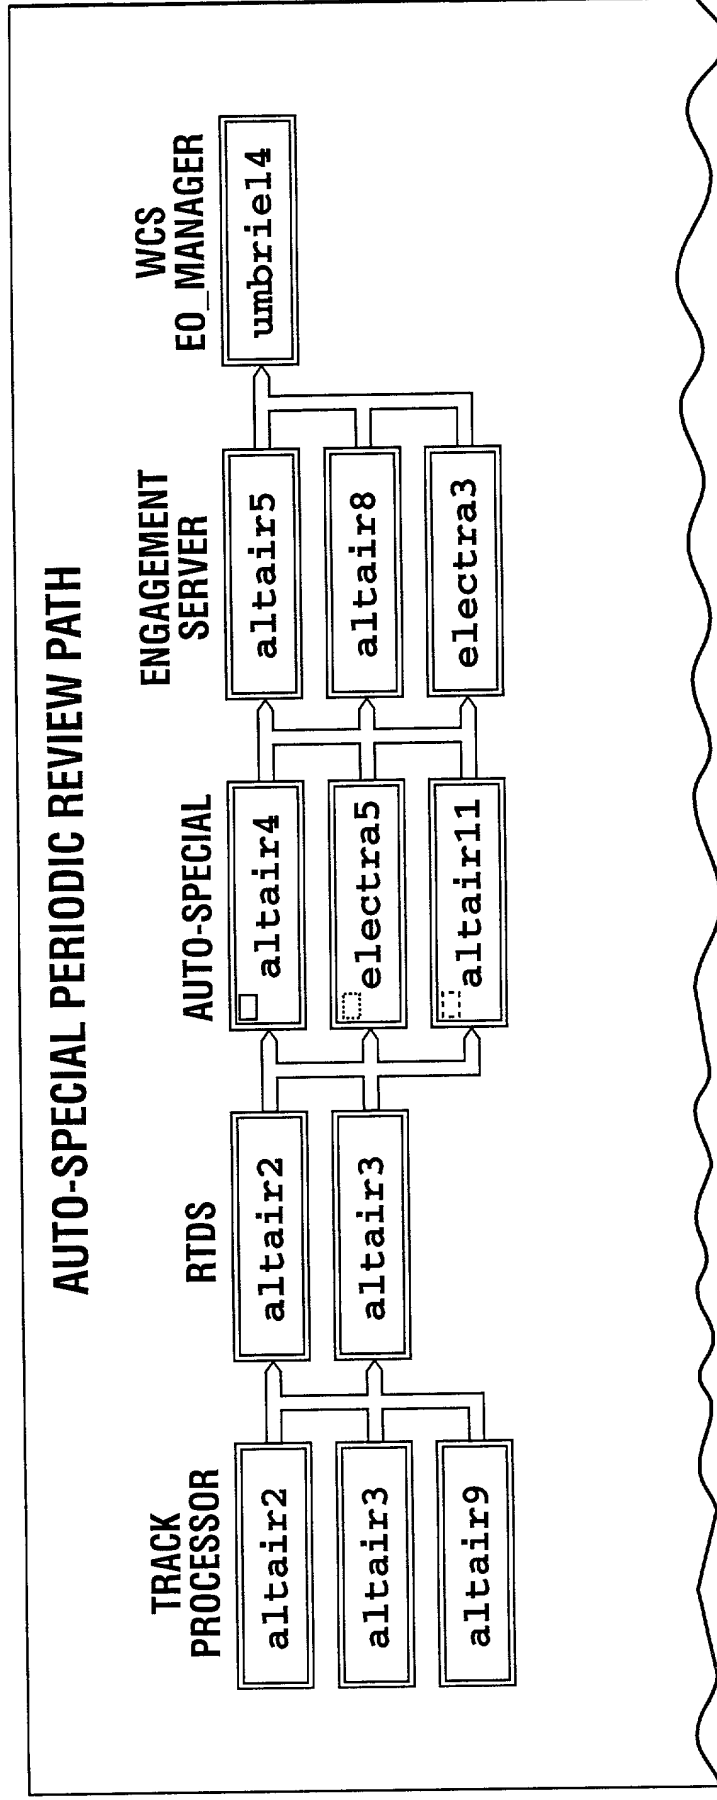 AUTO-SPECIAL PERIODIC REVIEW PATH
TRACK
PROCESSOR
altair2
altair3
altair9
RTDS
altair2
altair3
AUTO-SPECIAL
altair4
electra5
altair11
ENGAGEMENT
SERVER
altair5
altair8
electra3
WCS
EO_MANAGER
umbriel4